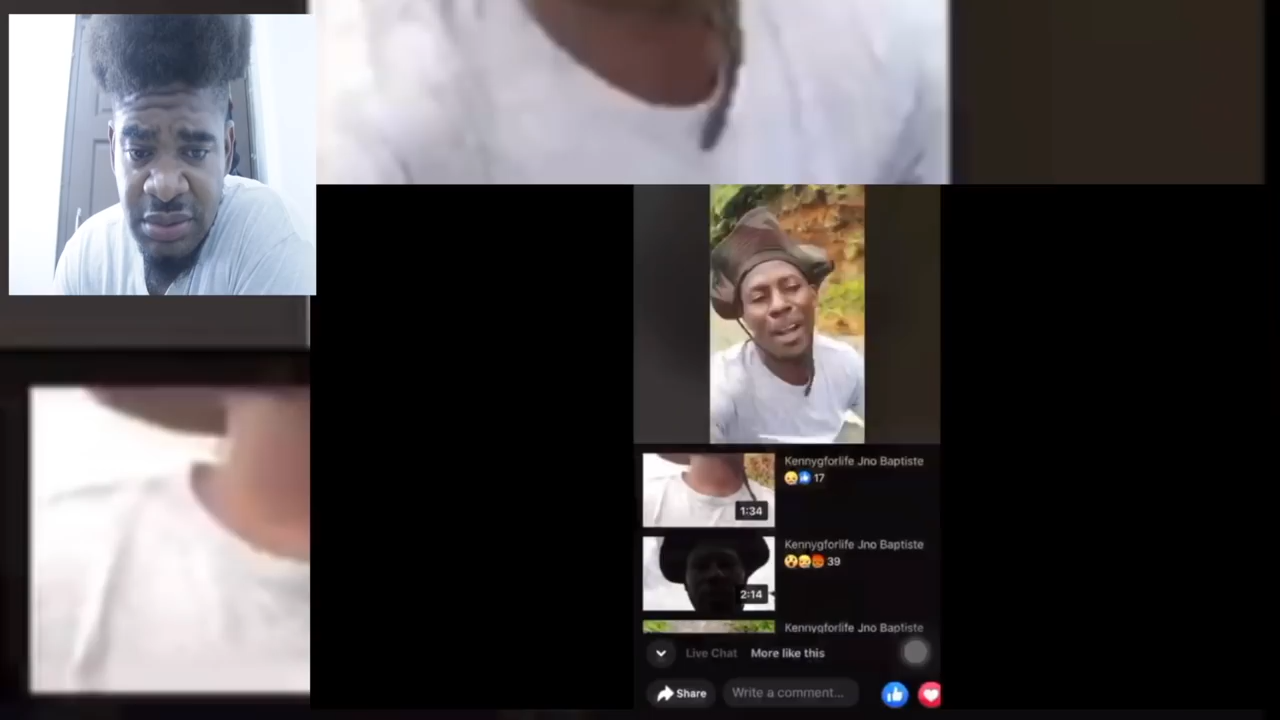 Kennygforlife Jno Baptiste
17
1:34
Kennygforlife Jno Baptiste
39
2:14
Kennygforlife Jno Baptiste
Live Chat More like this
Share Write a comment...